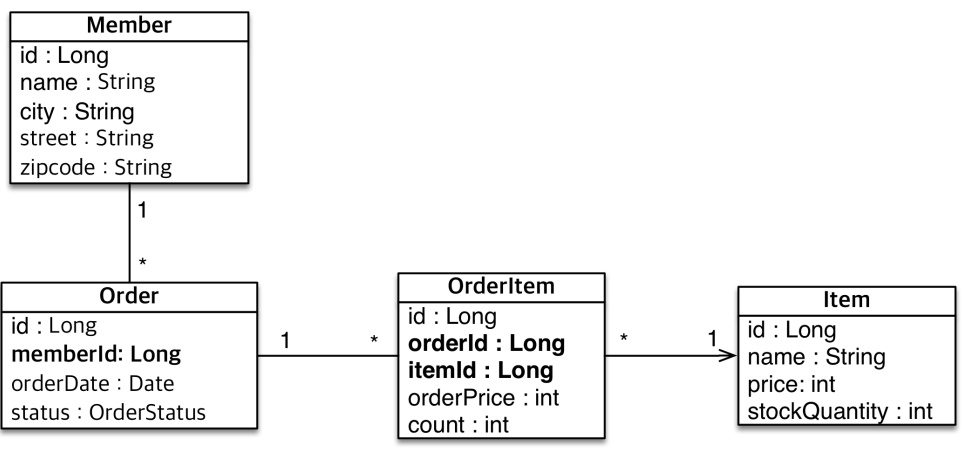 Member
id : Long
name : String
city : String
street : String
zipcode : String
1
*
Order
id : Long
memberId: Long
orderDate : Date
status : OrderStatus
1
*
OrderItem
id : Long
orderId : Long
itemId : Long
orderPrice : int
count : int
*
1
Item
id : Long
name : String
price: int
stockQuantity : int